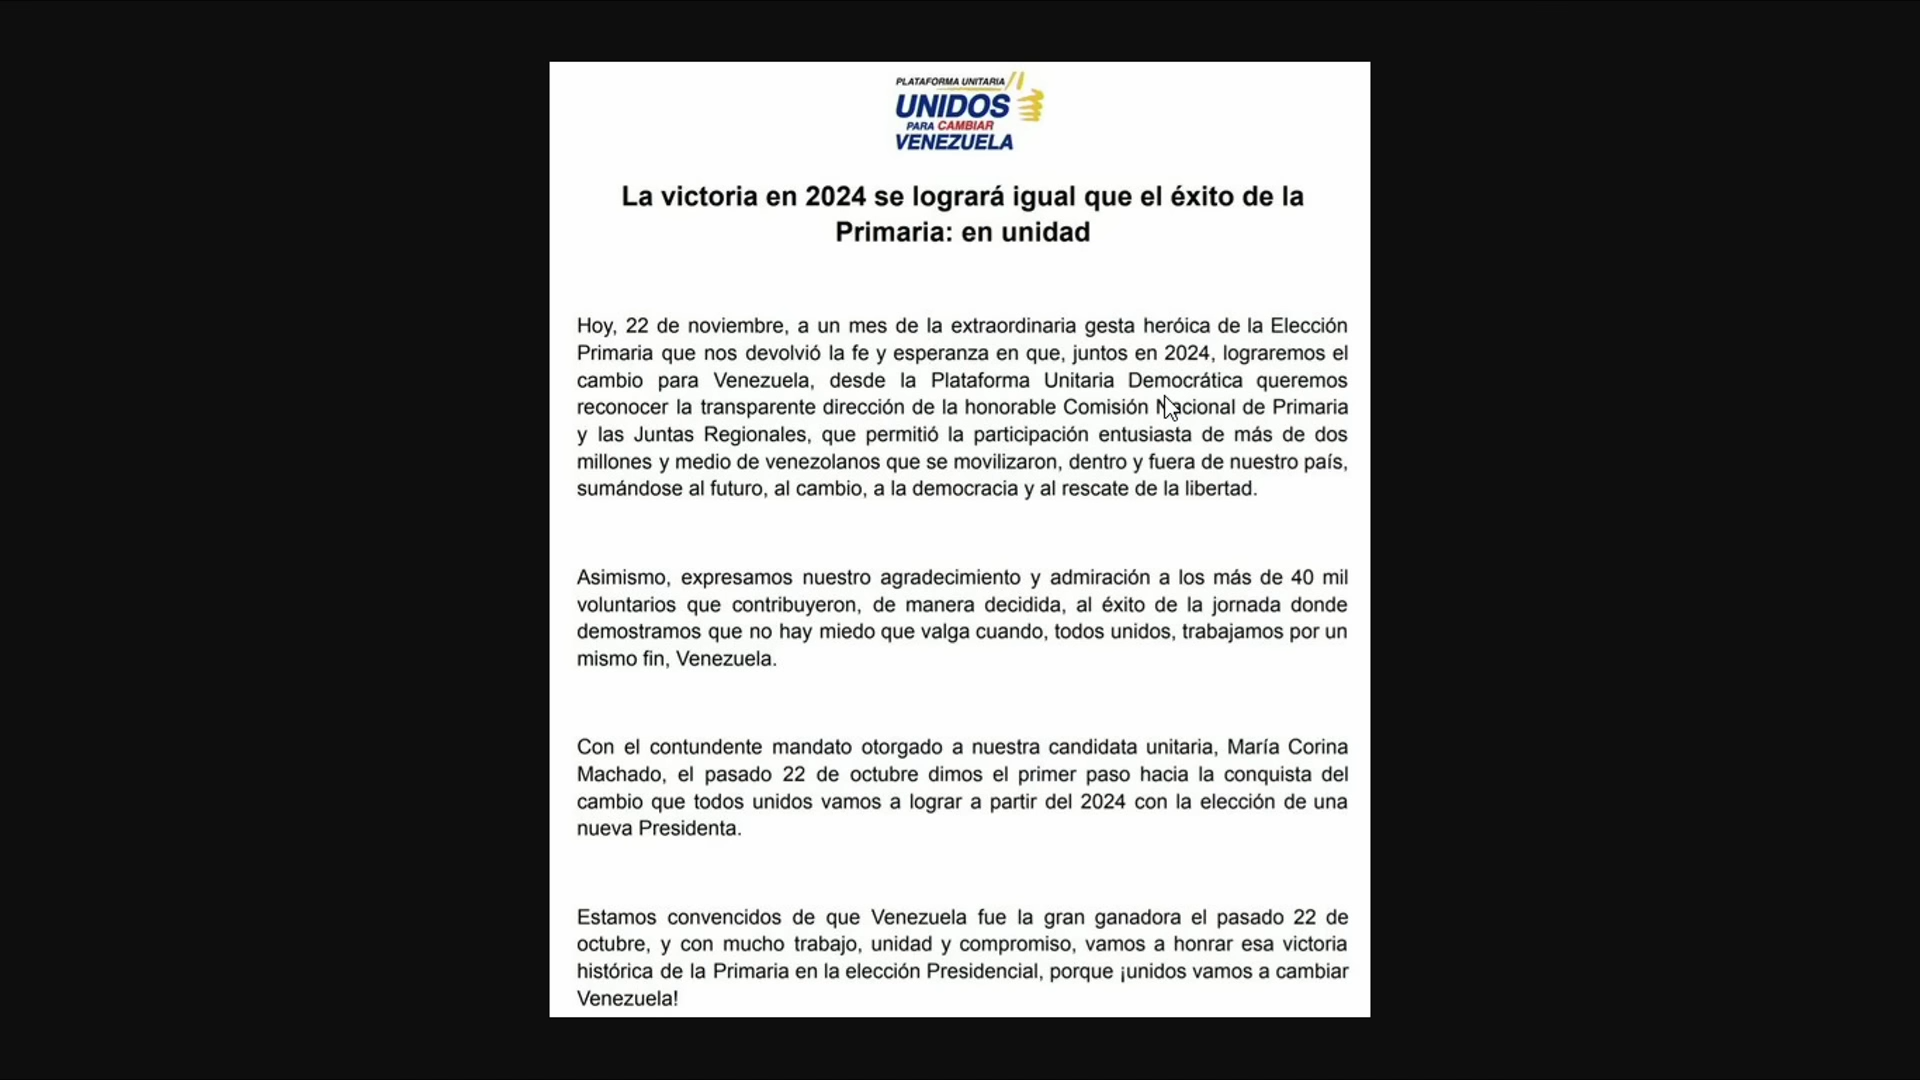 PLATAFORMA UNITARIA
UNIDOS
PARA CAMBIAR
VENEZUELA
La victoria en 2024 se logrará igual que el éxito de la
Primaria: en unidad
Hoy, 22 de noviembre, a un mes de la extraordinaria gesta heróica de la Elección
Primaria que nos devolvió la fe y esperanza en que, juntos en 2024, lograremos el
cambio para Venezuela, desde la Plataforma Unitaria Democrática queremos
reconocer la transparente dirección de la honorable Comisión Nacional de Primaria
y las Juntas Regionales, que permitió la participación entusiasta de más de dos
millones y medio de venezolanos que se movilizaron, dentro y fuera de nuestro país,
sumándose al futuro, al cambio, a la democracia y al rescate de la libertad.
Asimismo, expresamos nuestro agradecimiento y admiración a los más de 40 mil
voluntarios que contribuyeron, de manera decidida, al éxito de la jornada donde
demostramos que no hay miedo que valga cuando, todos unidos, trabajamos por un
mismo fin, Venezuela.
Con el contundente mandato otorgado a nuestra candidata unitaria, María Corina
Machado, el pasado 22 de octubre dimos el primer paso hacia la conquista del
cambio que todos unidos vamos a lograr a partir del 2024 con la elección de una
nueva Presidenta.
Estamos convencidos de que Venezuela fue la gran ganadora el pasado 22 de
octubre, y con mucho trabajo, unidad y compromiso, vamos a honrar esa victoria
histórica de la Primaria en la elección Presidencial, porque ¡unidos vamos a cambiar
Venezuela!